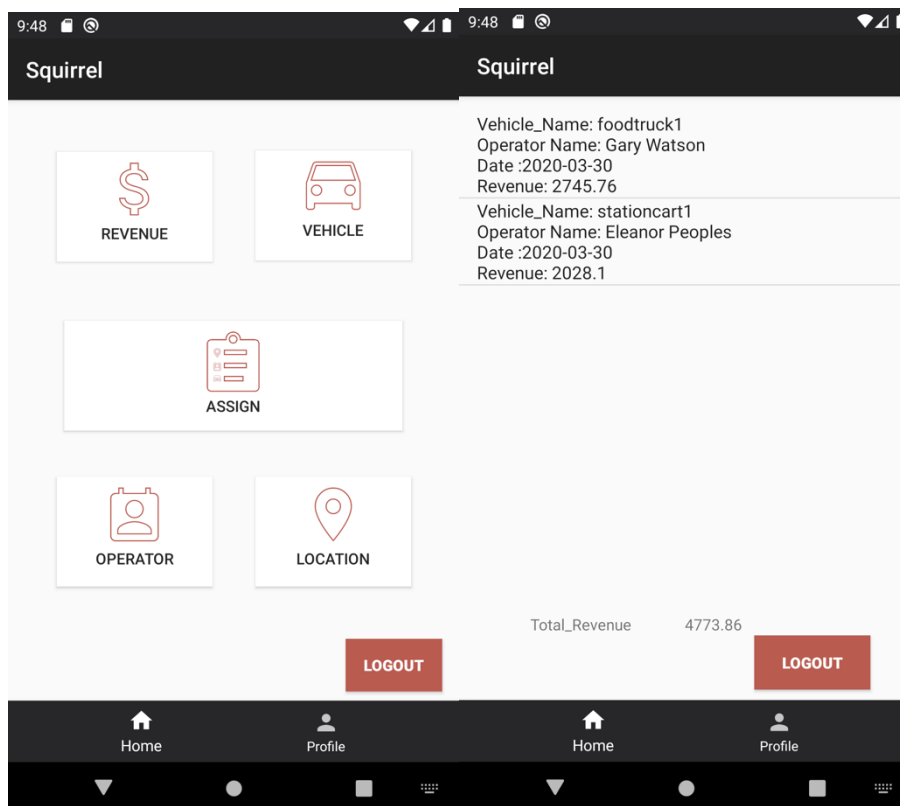 9:48
Squirrel
REVENUE
VEHICLE
ASSIGN
OPERATOR
LOCATION
LOGOUT
Home
Profile
9:48
Squirrel
Vehicle_Name: foodtruck1
Operator Name: Gary Watson
Date :2020-03-30
Revenue: 2745.76
Vehicle_Name: stationcart1
Operator Name: Eleanor Peoples
Date :2020-03-30
Revenue: 2028.1
Total_Revenue 4773.86
LOGOUT
Home
Profile